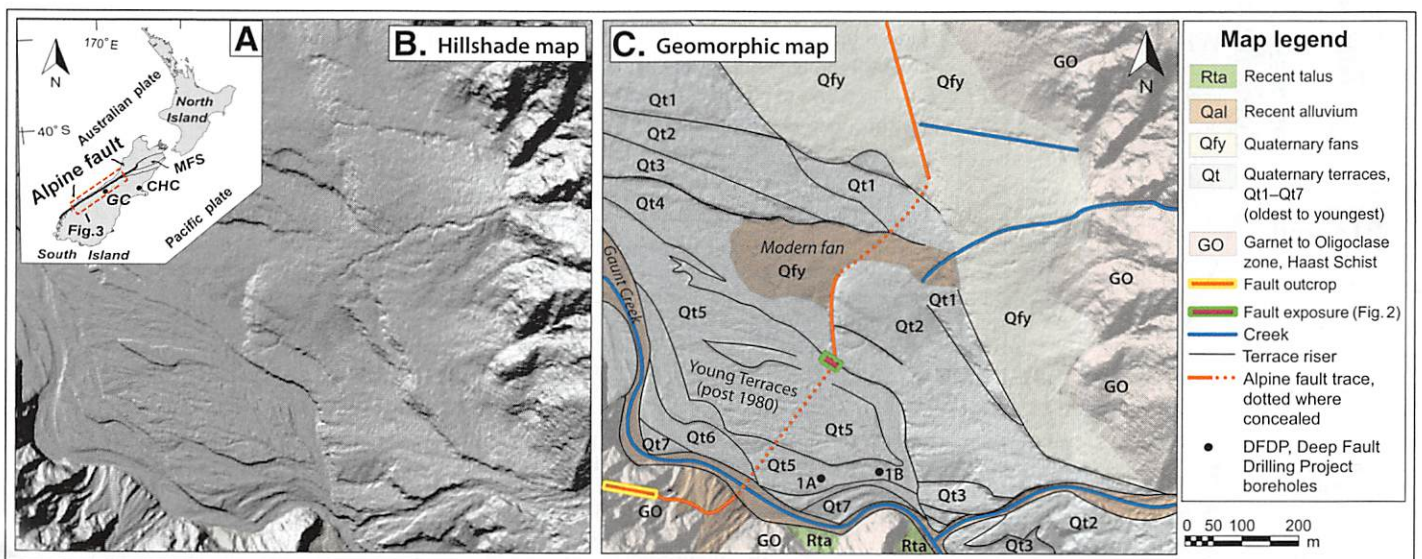 A
170° E
N
North
Island
Australian plate
40° S
Alpine fault
MFS
CHC
GC
Fig.3
Pacific plate
South Island
B. Hillshade map
C. Geomorphic map
N
GO
Qfy
Qfy
Qt1
Qt2
Qt3
Qt1
Qt4
Modern fan
Qfy
Gaunt Creek
GO
Qt1
Qt2
Qfy
Qt5
Young Terraces
(post 1980)
GO
Qt5
Qt6
Qt7
Qt5
1A
1B
Qt7
Qt3
GO
GO
Rta
Rta
Qt2
Qt3
Map legend
Rta Recent talus
Qal Recent alluvium
Qfy Quaternary fans
Qt Quaternary terraces,
Qt1–Qt7
(oldest to youngest)
GO Garnet to Oligoclase
zone, Haast Schist
Fault outcrop
Fault exposure (Fig. 2)
Creek
Terrace riser
Alpine fault trace,
dotted where
concealed
DFDP, Deep Fault
Drilling Project
boreholes
0 50 100 200
m